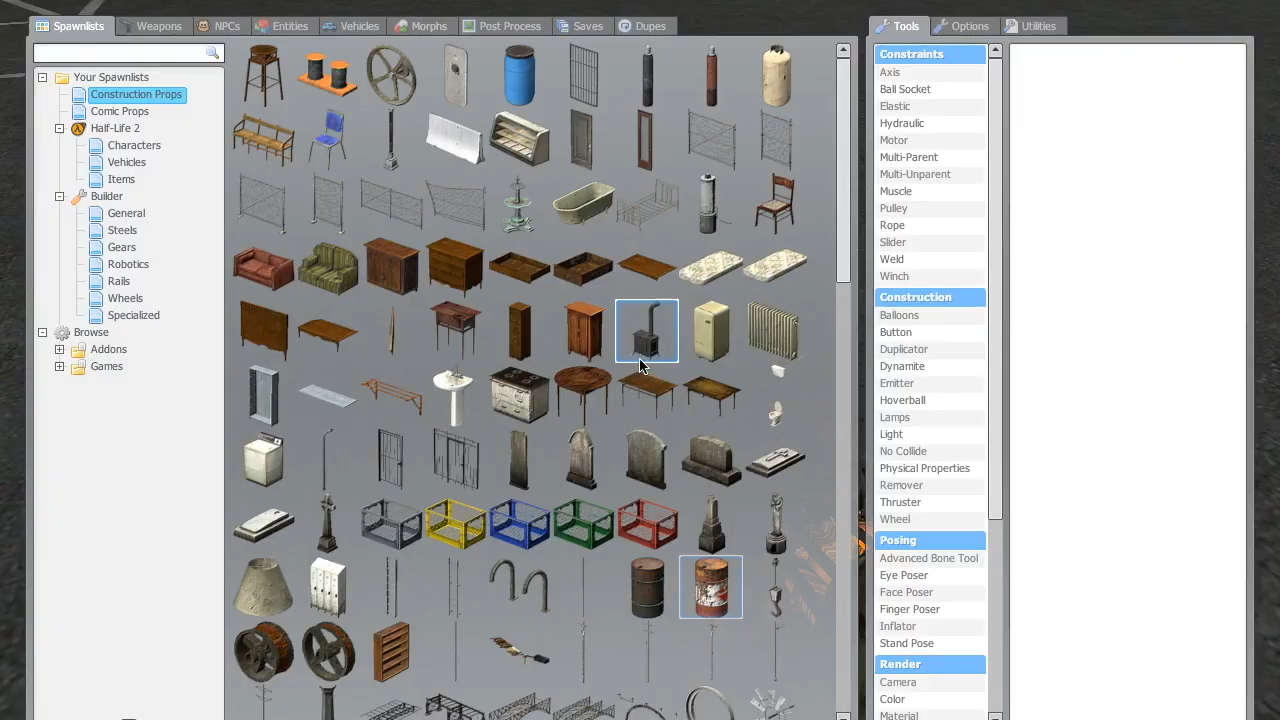 Spawnlists Weapons NPCs Entities Vehicles Morphs Post Process Saves Dupes
Your Spawnlists
Construction Props
Comic Props
Half-Life 2
Characters
Vehicles
Items
Builder
General
Steels
Gears
Robotics
Rails
Wheels
Specialized
Browse
Addons
Games
Tools Options Utilities
Constraints
Axis
Ball Socket
Elastic
Hydraulic
Motor
Multi-Parent
Multi-Unparent
Muscle
Pulley
Rope
Slider
Weld
Winch
Construction
Balloons
Button
Duplicator
Dynamite
Emitter
Hoverball
Lamps
Light
No Collide
Physical Properties
Remover
Thruster
Wheel
Posing
Advanced Bone Tool
Eye Poser
Face Poser
Finger Poser
Inflator
Stand Pose
Render
Camera
Color
Material